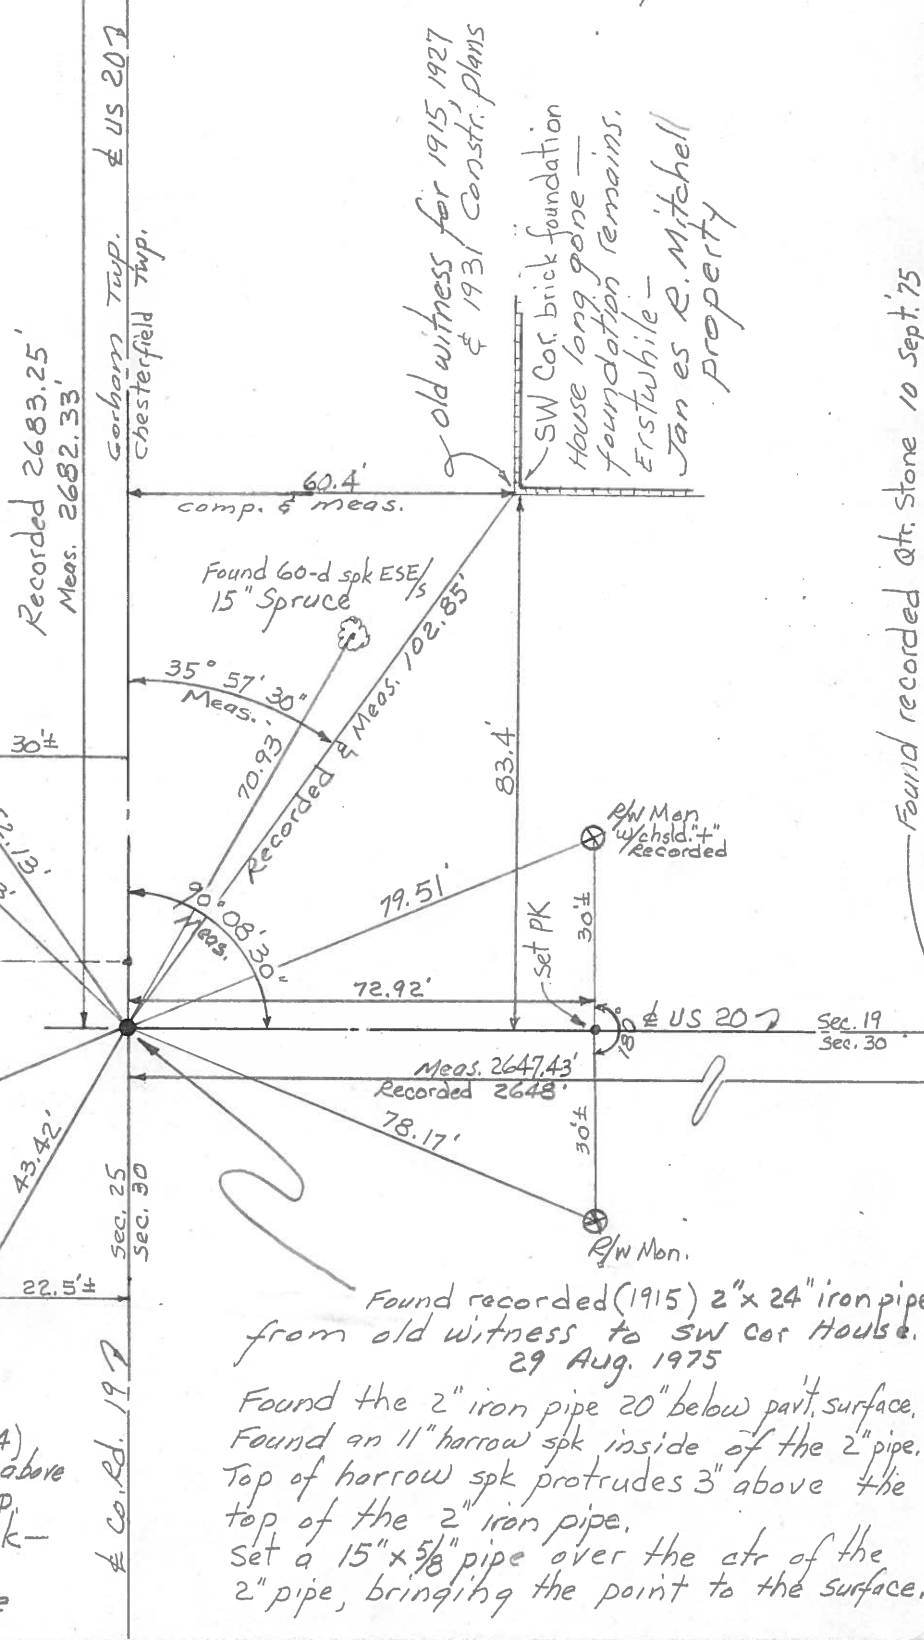 Recorded 2683.25'
Meas. 2682.33'
℄ US 20
Gorham Twp.
Chesterfield Twp.
old witness for 1915, 1927
& 1931 Constr. plans
SW Cor. brick foundation
House long gone —
foundation remains.
Erstwhile —
Jan es R. Mitchell
property
Found recorded Qtr. Stone in Sept. '75
60.4'
comp. & meas.
Found 60-d spk ESE/s
15" Spruce
35° 57' 30"
Meas.
70.93
Recorded & Meas. 102.85'
83.4'
30'±
2.13'
3'
90° 08' 30"
Meas.
79.51'
R/W Mon
w/chsld. "+"
Recorded
30'±
Set PK
72.92'
℄ US 20
180°
Sec. 19
Sec. 30
Meas. 2647.43'
Recorded 2648'
78.17'
30'±
R/W Mon.
43.42'
Sec. 25
Sec. 30
22.5'±
℄ Co. Rd. 19
Found recorded (1915) 2" x 24" iron pipe
from old witness to SW Cor House.
29 Aug. 1975
Found the 2" iron pipe 20" below pav't. surface.
Found an 11" harrow spk inside of the 2" pipe.
Top of harrow spk protrudes 3" above the
top of the 2" iron pipe.
Set a 15" x 5/8" pipe over the ctr of the
2" pipe, bringing the point to the surface.
4)
above
p.
k—
e